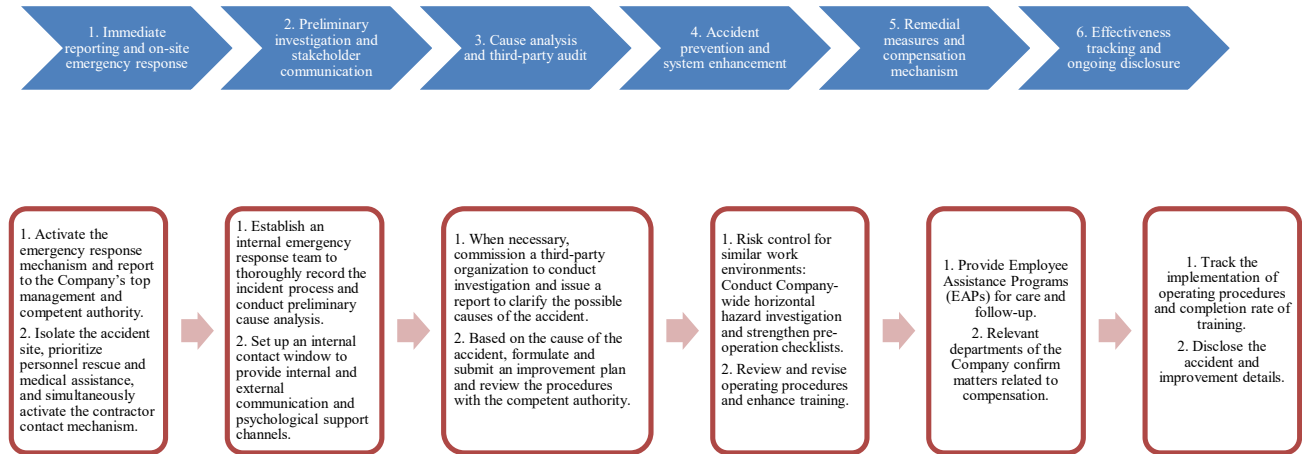 1. Immediate
reporting and on-site
emergency response
2. Preliminary
investigation and
stakeholder
communication
3. Cause analysis
and third-party audit
4. Accident
prevention and
system enhancement
5. Remedial
measures and
compensation
mechanism
6. Effectiveness
tracking and
ongoing disclosure
1. Activate the
emergency response
mechanism and report
to the Company's top
management and
competent authority.
2. Isolate the accident
site, prioritize
personnel rescue and
medical assistance,
and simultaneously
activate the contractor
contact mechanism.
1. Establish an
internal emergency
response team to
thoroughly record the
incident process and
conduct preliminary
cause analysis.
2. Set up an internal
contact window to
provide internal and
external
communication and
psychological support
channels.
1. When necessary,
commission a third-party
organization to conduct
investigation and issue a
report to clarify the possible
causes of the accident.
2. Based on the cause of the
accident, formulate and
submit an improvement plan
and review the procedures
with the competent authority.
1. Risk control for
similar work
environments:
Conduct Company-
wide horizontal
hazard investigation
and strengthen pre-
operation checklists.
2. Review and revise
operating procedures
and enhance training.
1. Provide Employee
Assistance Programs
(EAPs) for care and
follow-up.
2. Relevant
departments of the
Company confirm
matters related to
compensation.
1. Track the
implementation of
operating procedures
and completion rate of
training.
2. Disclose the
accident and
improvement details.